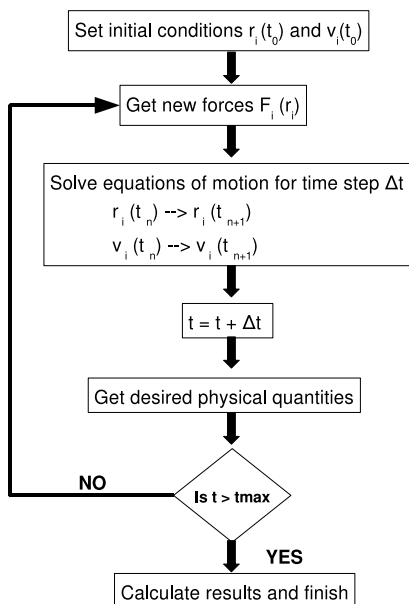 Set initial conditions r_i(t_0) and v_i(t_0)
Get new forces F_i (r_i)
Solve equations of motion for time step Δt
r_i (t_n) --> r_i (t_{n+1})
v_i (t_n) --> v_i (t_{n+1})
t = t + Δt
Get desired physical quantities
NO
Is t > tmax
YES
Calculate results and finish